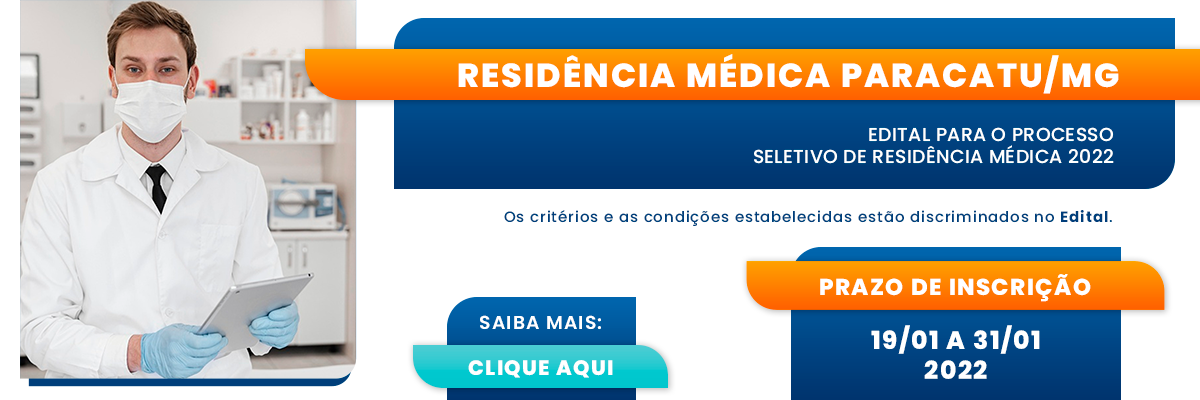 RESIDÊNCIA MÉDICA PARACATU/MG
EDITAL PARA O PROCESSO
SELETIVO DE RESIDÊNCIA MÉDICA 2022
Os critérios e as condições estabelecidas estão discriminados no Edital.
PRAZO DE INSCRIÇÃO
19/01 A 31/01
2022
SAIBA MAIS:
CLIQUE AQUI